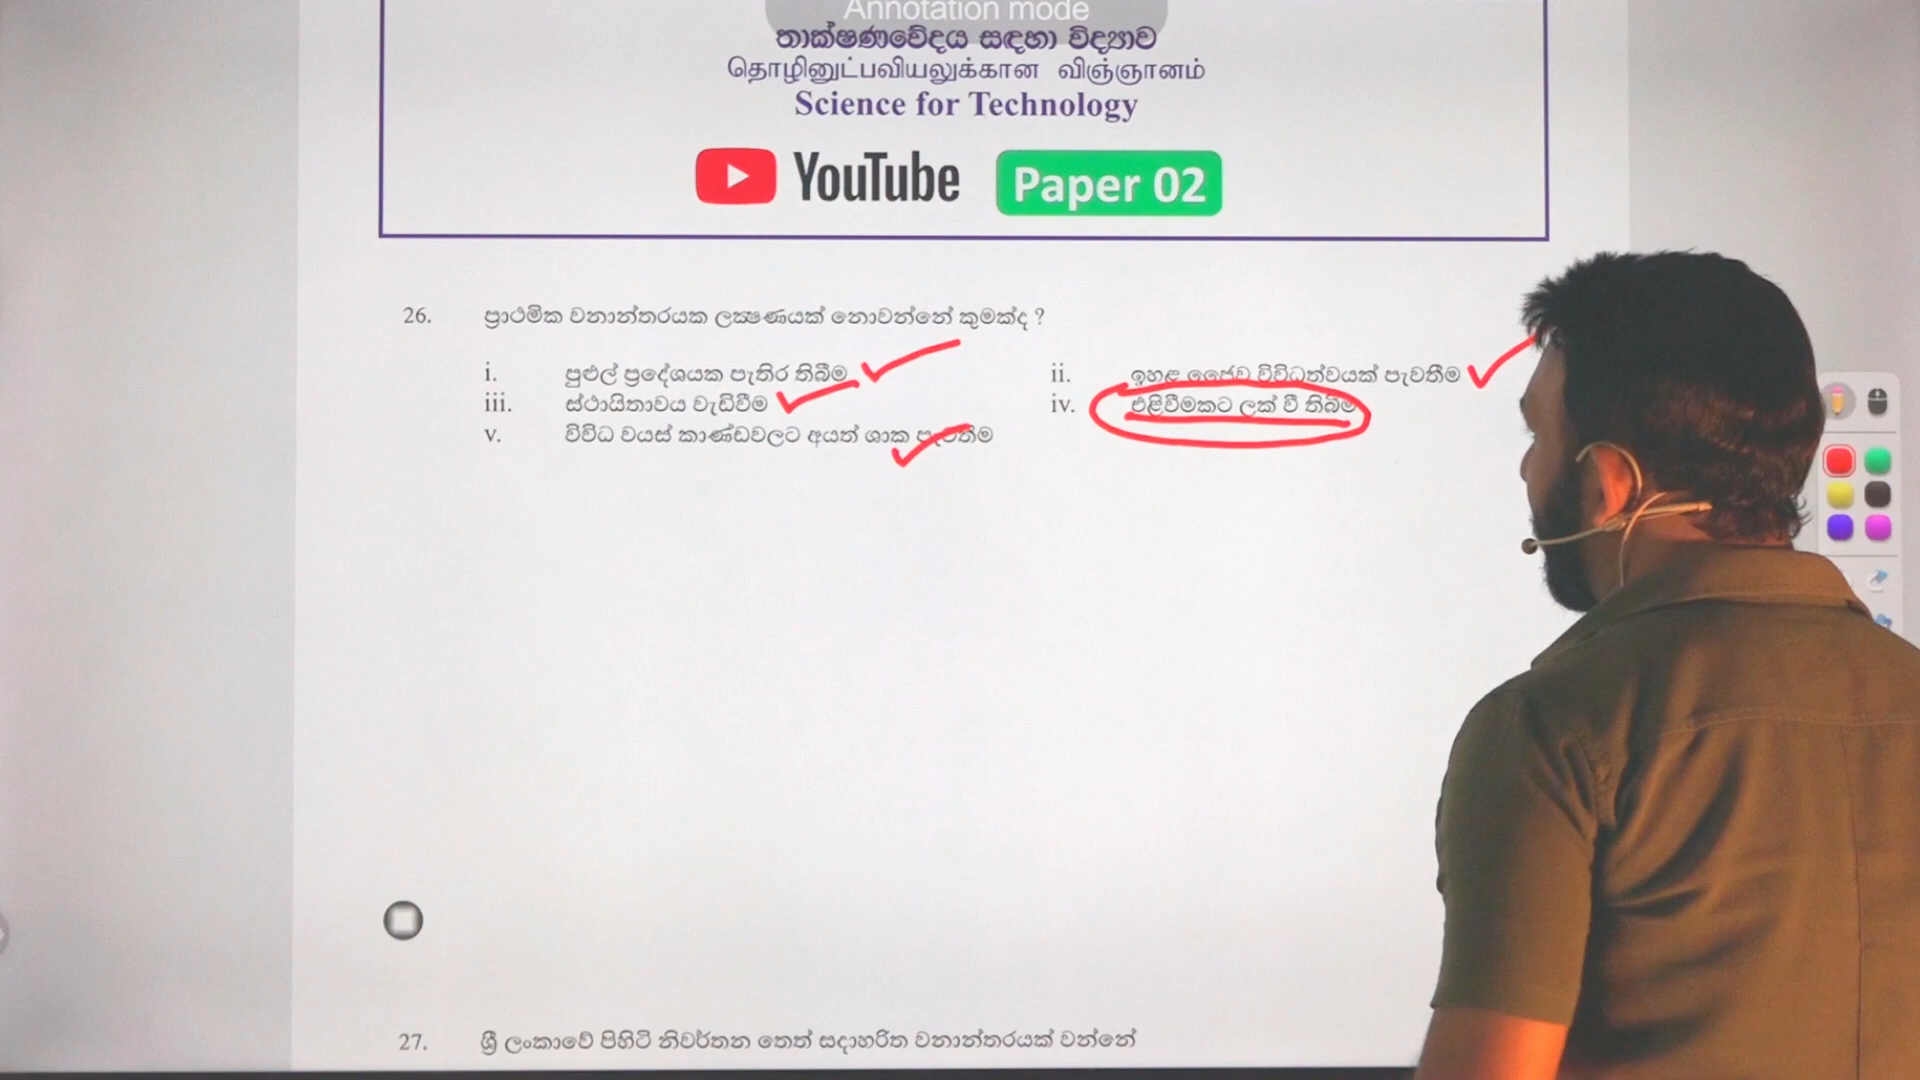 Annotation mode
තාක්ෂණවේදය සඳහා විද්‍යාව
தொழினுட்பவியலுக்கான விஞ்ஞானம்
Science for Technology
YouTube Paper 02
26. ප්‍රාථමික වනාන්තරයක ලක්‍ෂණයක් නොවන්නේ කුමක්ද ?
i. පුළුල් ප්‍රදේශයක පැතිර තිබීම
ii. ඉහළ ජෛව විවිධත්වයක් පැවතීම
iii. ස්ථායිතාවය වැඩිවීම
iv. එළිවීමකට ලක් වී තිබීම
v. විවිධ වයස් කාණ්ඩවලට අයත් ශාක පැවතීම
27. ශ්‍රී ලංකාවේ පිහිටි නිවර්තන තෙත් සදාහරිත වනාන්තරයක් වන්නේ